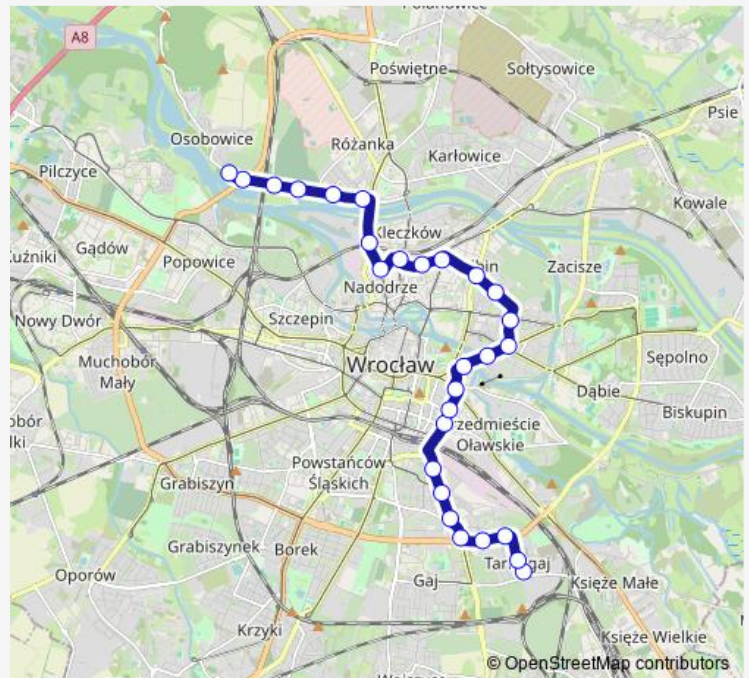 Polanowice
A8
Poświętne
Sołtysowice
Psie
Osobowice
Różanka
Karłowice
Pilczyce
Kowale
Kleczków
Gądów
Popowice
Zacisze
Nadodrze
Nowy Dwór
Szczepin
Wrocław
Sępolno
Muchobór
Mały
Dąbie
Biskupin
Oławskie
Powstańców
Śląskich
Grabiszyn
Grabiszynek
Borek
Oporów
Gaj
Księże Małe
Krzyki
Księże Wielkie
© OpenStreetMap contributors